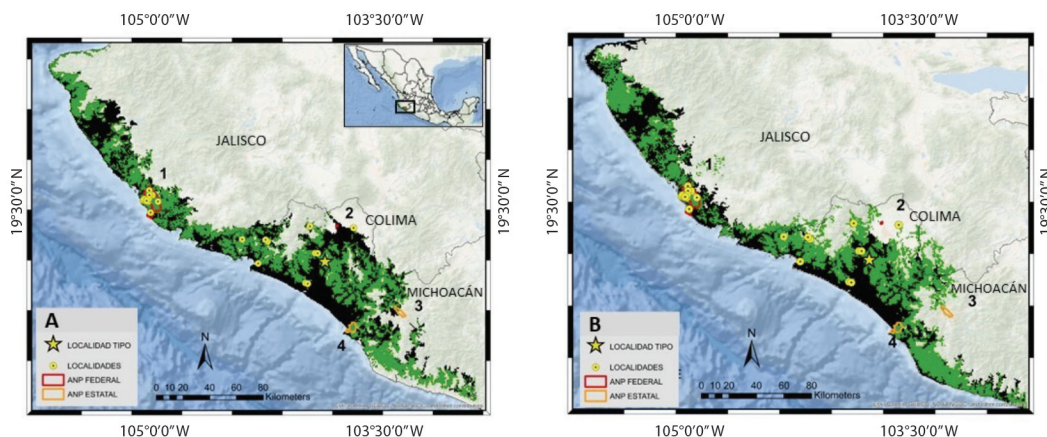 105°0'0"W
103°30'0"W
19°30'0"N
JALISCO
1
2
COLIMA
MICHOACÁN
3
4
A
LOCALIDAD TIPO
LOCALIDADES
ANP FEDERAL
ANP ESTATAL
N
0 10 20 40 60 80
Kilometers
105°0'0"W
103°30'0"W
105°0'0"W
103°30'0"W
19°30'0"N
19°30'0"N
JALISCO
1
2
COLIMA
MICHOACÁN
3
4
B
LOCALIDAD TIPO
LOCALIDADES
ANP FEDERAL
ANP ESTATAL
N
0 10 20 40 60 80
Kilometers
19°30'0"N
105°0'0"W
103°30'0"W